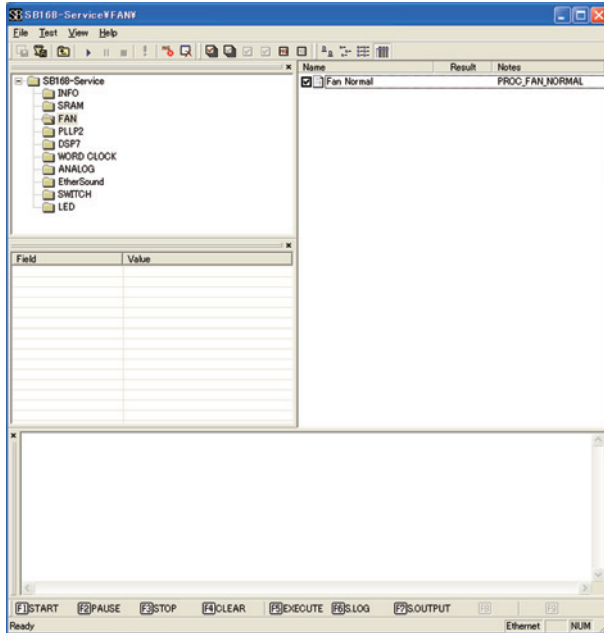 SB168-Service¥FAN¥
File Test View Help
SB168-Service
INFO
SRAM
FAN
PLLP2
DSP7
WORD CLOCK
ANALOG
EtherSound
SWITCH
LED
Field Value
Name Result Notes
Fan Normal PROC_FAN_NORMAL
F1 START F2 PAUSE F3 STOP F4 CLEAR F5 EXECUTE F6 S.LOG F7 S.OUTPUT F8 F9
Ready Ethernet NUM